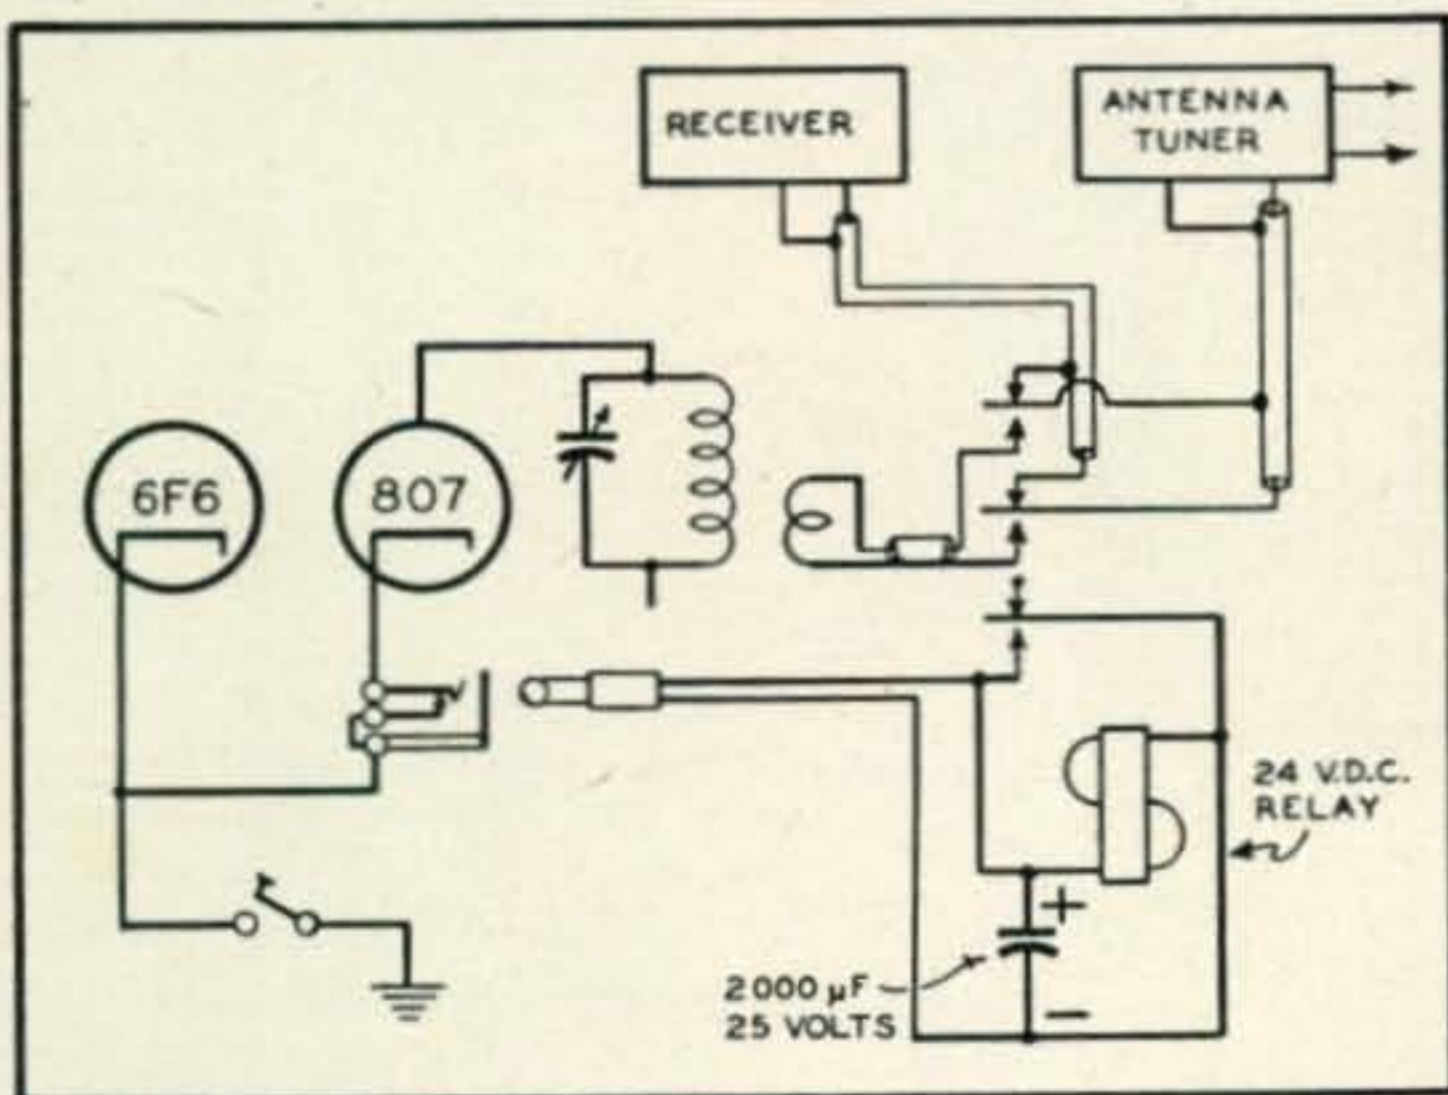 RECEIVER
ANTENNA
TUNER
6F6
807
24 V.D.C.
RELAY
+
2000 µF
25 VOLTS
−